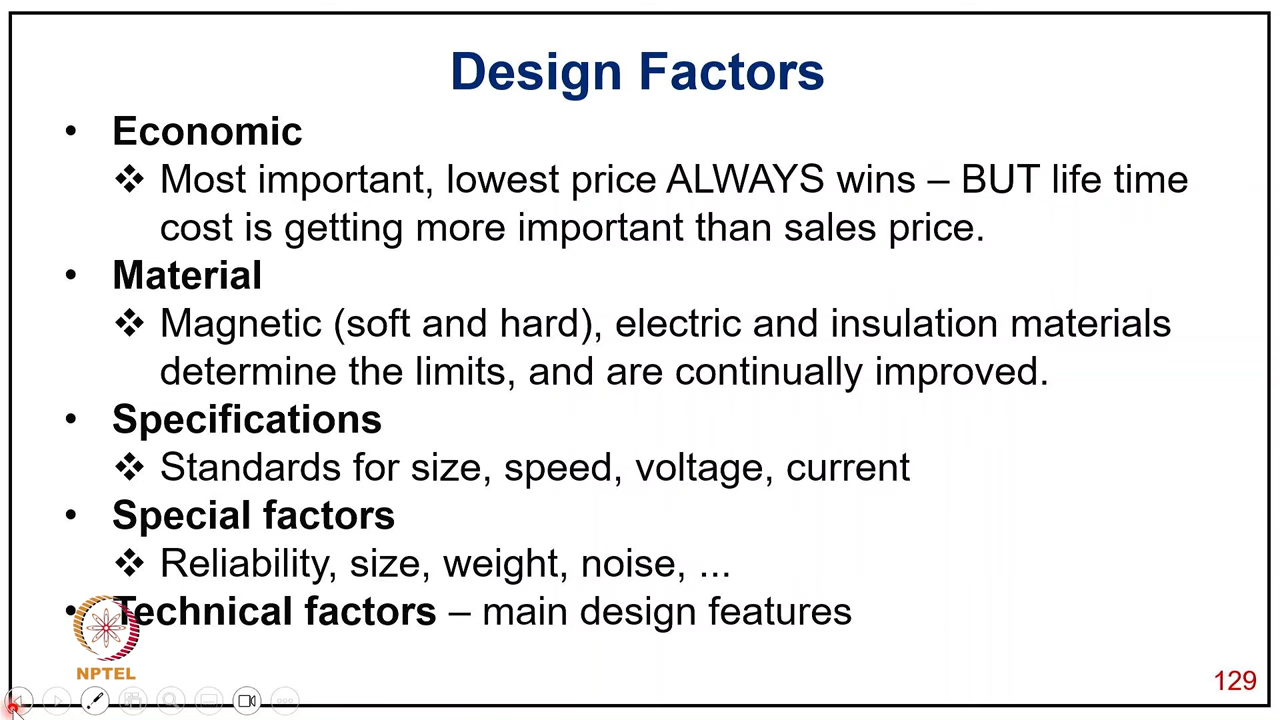 Design Factors
• Economic
❖ Most important, lowest price ALWAYS wins – BUT life time
cost is getting more important than sales price.
• Material
❖ Magnetic (soft and hard), electric and insulation materials
determine the limits, and are continually improved.
• Specifications
❖ Standards for size, speed, voltage, current
• Special factors
❖ Reliability, size, weight, noise, ...
• Technical factors – main design features
NPTEL
129